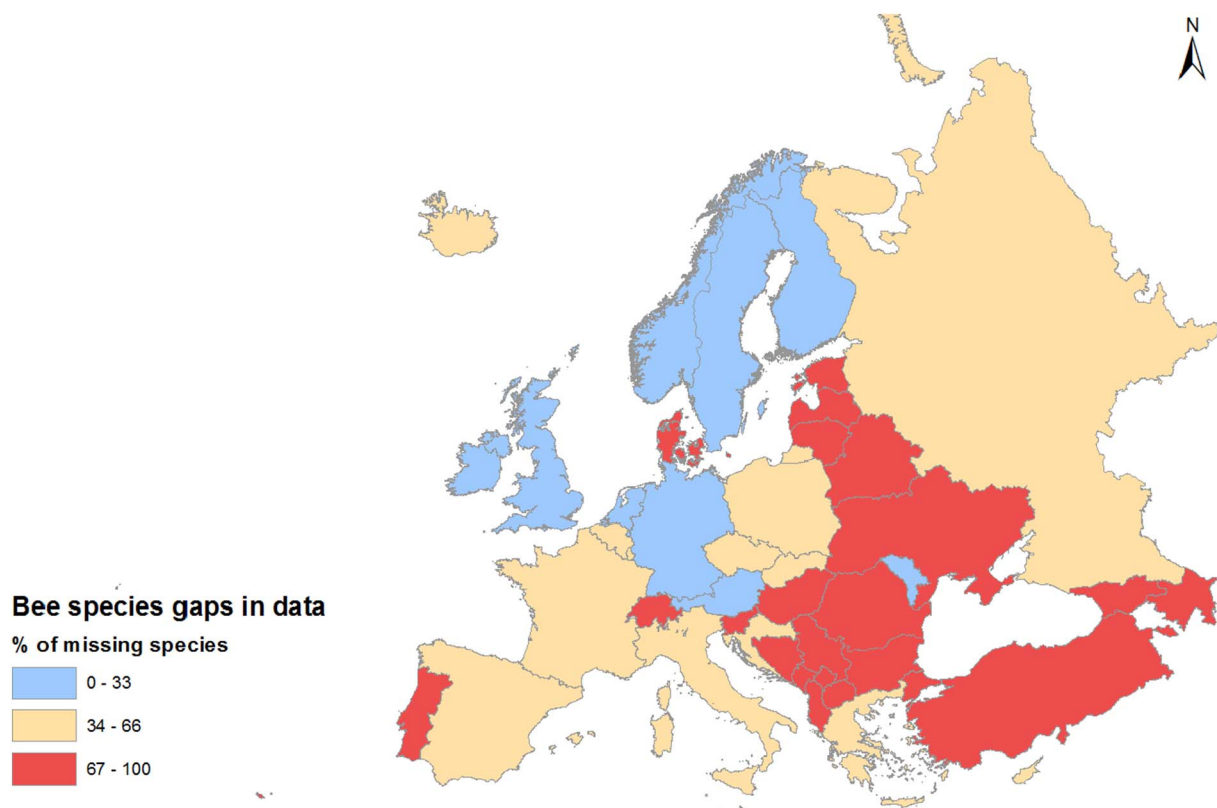 N
Bee species gaps in data
% of missing species
0 - 33
34 - 66
67 - 100